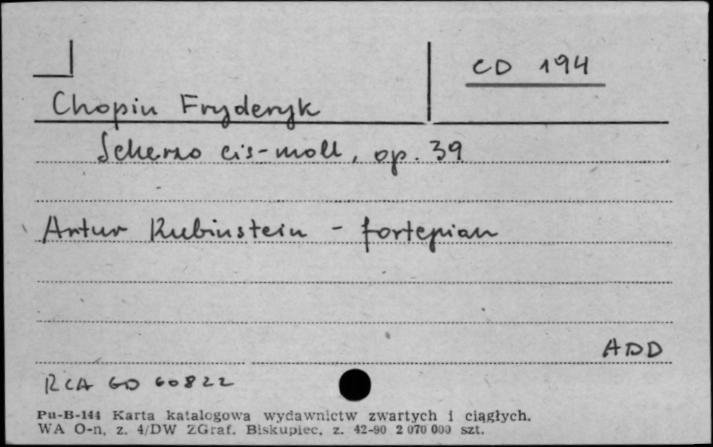 CD 194
Chopin Fryderyk
Scherzo cis-moll, op. 39
Artur Rubinstein - fortepian
ADD
RCA GD 60822
Pu-B-144 Karta katalogowa wydawnictw zwartych i ciągłych.
WA O-n, z. 4/DW ZGraf. Biskupiec, z. 42-90 2 070 000 szt.